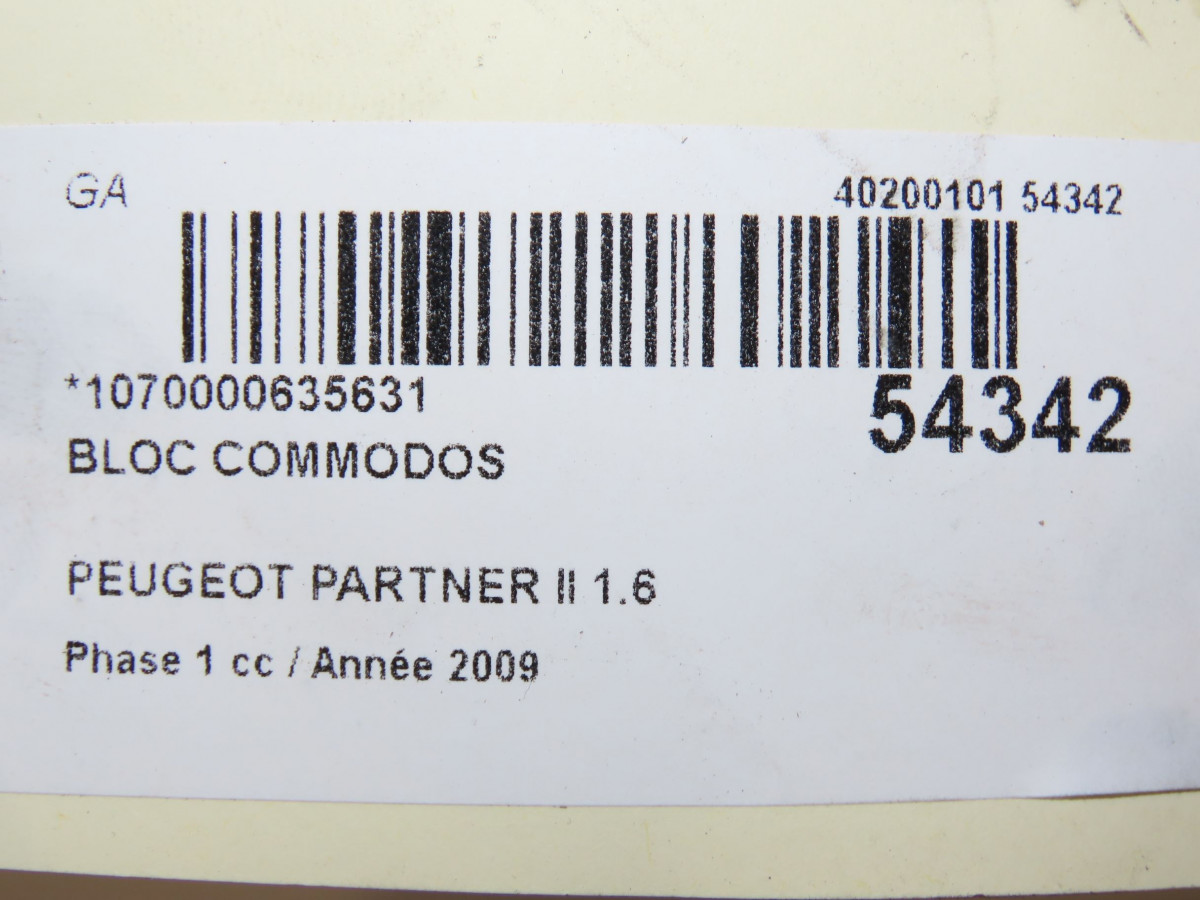 GA
40200101 54342
*1070000635631
54342
BLOC COMMODOS
PEUGEOT PARTNER II 1.6
Phase 1 cc / Année 2009